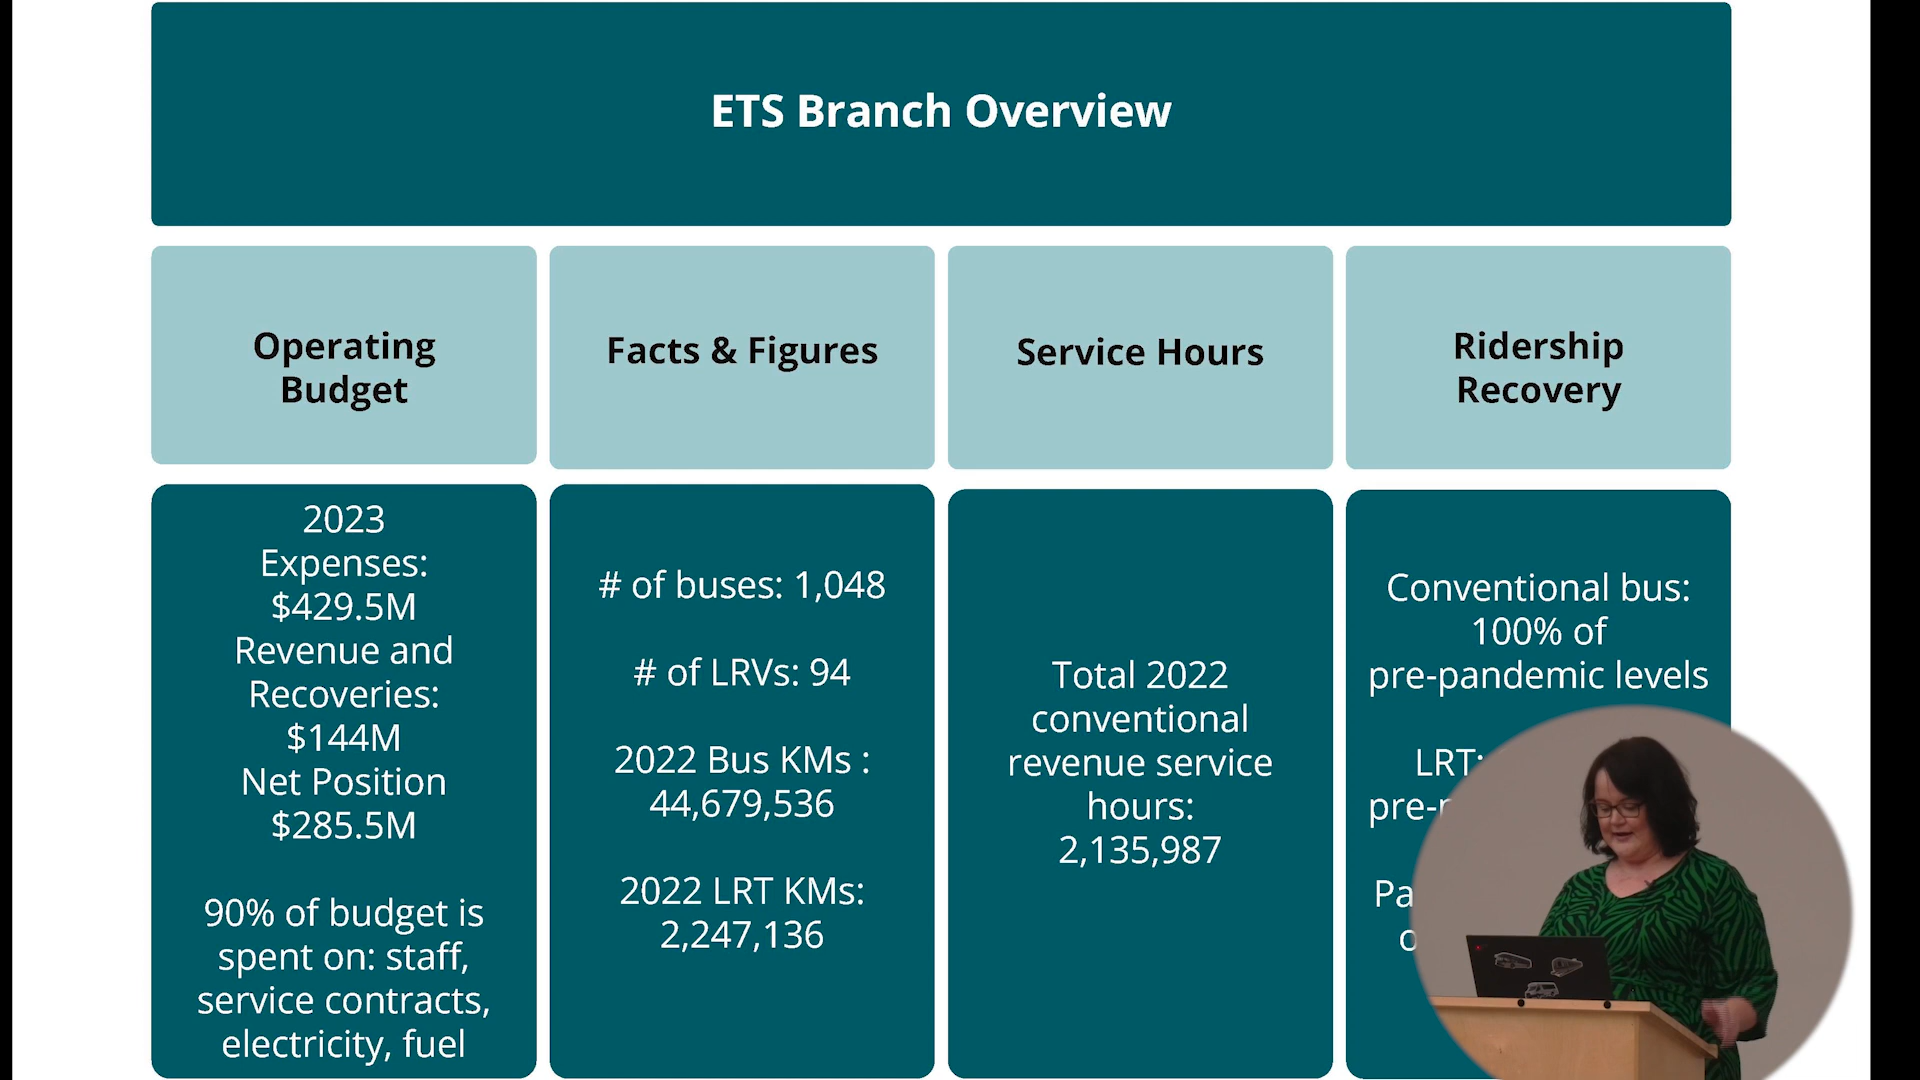 ETS Branch Overview
Operating
Budget
2023
Expenses:
$429.5M
Revenue and
Recoveries:
$144M
Net Position
$285.5M
90% of budget is
spent on: staff,
service contracts,
electricity, fuel
Facts & Figures
# of buses: 1,048
# of LRVs: 94
2022 Bus KMs :
44,679,536
2022 LRT KMs:
2,247,136
Service Hours
Total 2022
conventional
revenue service
hours:
2,135,987
Ridership
Recovery
Conventional bus:
100% of
pre-pandemic levels
LRT: